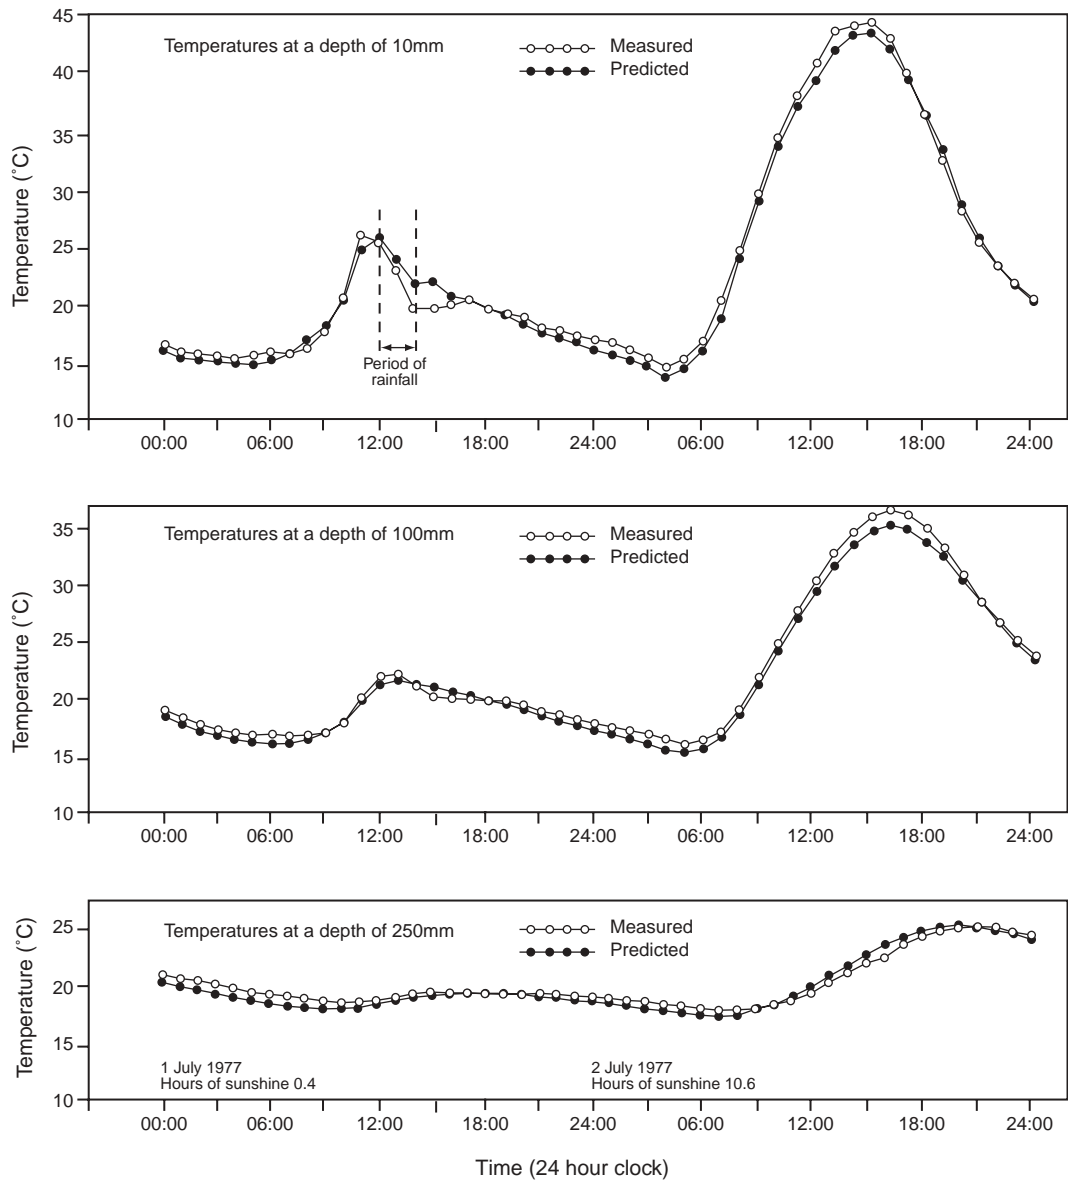 45
Temperatures at a depth of 10mm
Measured
Predicted
40
35
30
25
20
15
10
Temperature (˚C)
Period of
rainfall
00:00 06:00 12:00 18:00 24:00 06:00 12:00 18:00 24:00
Temperatures at a depth of 100mm
Measured
Predicted
35
30
25
20
15
10
Temperature (˚C)
00:00 06:00 12:00 18:00 24:00 06:00 12:00 18:00 24:00
Temperatures at a depth of 250mm
Measured
Predicted
25
20
15
10
Temperature (˚C)
1 July 1977
Hours of sunshine 0.4
2 July 1977
Hours of sunshine 10.6
00:00 06:00 12:00 18:00 24:00 06:00 12:00 18:00 24:00
Time (24 hour clock)